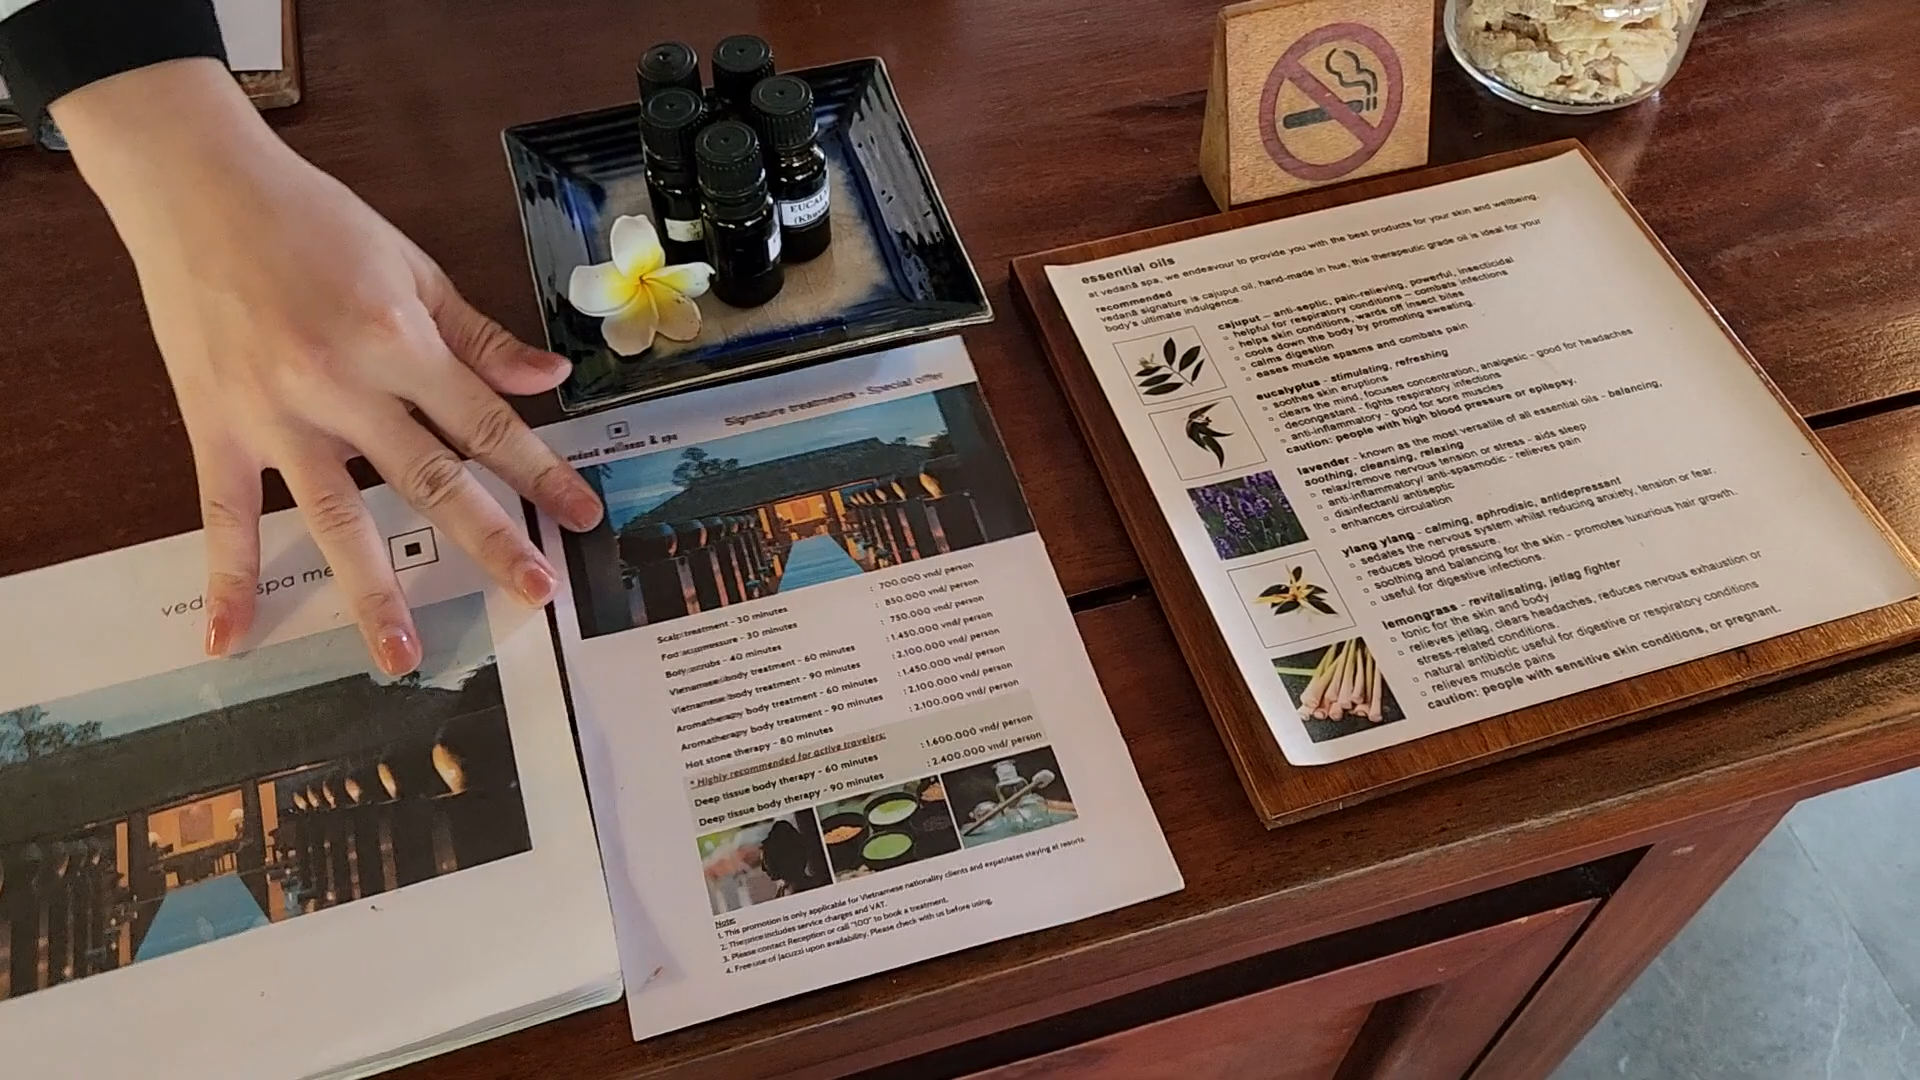 spa me
vedanā wellness & spa
Signature treatments - Special offer
Scalp treatment - 30 minutes : 700.000 vnd/ person
Foot acupressure - 30 minutes : 850.000 vnd/ person
Body scrubs - 40 minutes : 750.000 vnd/ person
Vietnamese body treatment - 60 minutes : 1.450.000 vnd/ person
Vietnamese body treatment - 90 minutes : 2.100.000 vnd/ person
Aromatherapy body treatment - 60 minutes : 1.450.000 vnd/ person
Aromatherapy body treatment - 90 minutes : 2.100.000 vnd/ person
Hot stone therapy - 80 minutes : 2.100.000 vnd/ person
* Highly recommended for active travelers:
Deep tissue body therapy - 60 minutes : 1.600.000 vnd/ person
Deep tissue body therapy - 90 minutes : 2.400.000 vnd/ person
Note:
1. This promotion is only applicable for Vietnamese nationality clients and expatriates staying at resorts.
2. The price includes service charges and VAT.
3. Please contact Reception or call "100" to book a treatment.
4. Free use of Jacuzzi upon availability. Please check with us before using.
EUCAL
(Khuynh
essential oils
at vedanā spa, we endeavour to provide you with the best products for your skin and wellbeing.
recommended
vedanā signature is cajuput oil. hand-made in hue, this therapeutic grade oil is ideal for your
body's ultimate indulgence.
cajuput – anti-septic, pain-relieving, powerful, insecticidal
helpful for respiratory conditions – combats infections
helps skin conditions, wards off insect bites
cools down the body by promoting sweating.
calms digestion
eases muscle spasms and combats pain
eucalyptus - stimulating, refreshing
soothes skin eruptions
clears the mind, focuses concentration, analgesic - good for headaches
decongestant - fights respiratory infections
anti-inflammatory - good for sore muscles
caution: people with high blood pressure or epilepsy.
lavender - known as the most versatile of all essential oils - balancing,
soothing, cleansing, relaxing
relax/remove nervous tension or stress - aids sleep
anti-inflammatory/ anti-spasmodic - relieves pain
disinfectant/ antiseptic
enhances circulation
ylang ylang - calming, aphrodisic, antidepressant
sedates the nervous system whilst reducing anxiety, tension or fear.
reduces blood pressure.
soothing and balancing for the skin - promotes luxurious hair growth.
useful for digestive infections.
lemongrass - revitalisating, jetlag fighter
tonic for the skin and body
relieves jetlag, clears headaches, reduces nervous exhaustion or
stress-related conditions.
natural antibiotic useful for digestive or respiratory conditions
relieves muscle pains
caution: people with sensitive skin conditions, or pregnant.